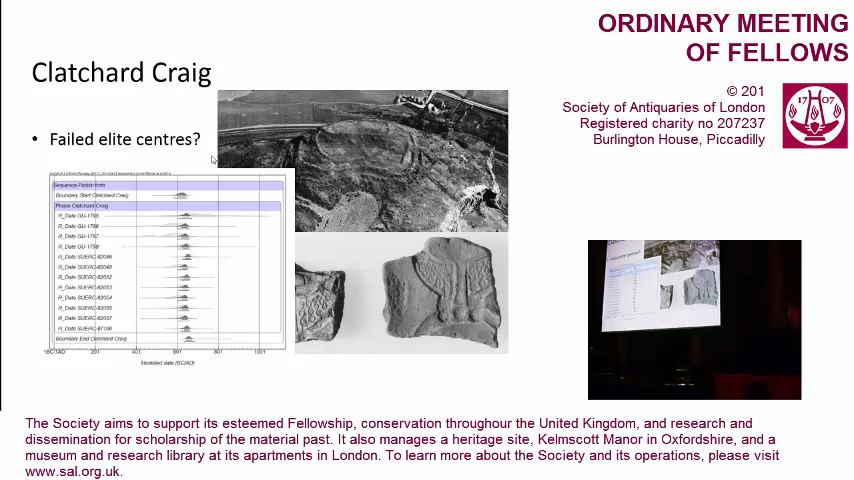 ORDINARY MEETING
OF FELLOWS
Clatchard Craig
© 201
Society of Antiquaries of London
Registered charity no 207237
Burlington House, Piccadilly
17 07
• Failed elite centres?
Sequence Pictish forts
Boundary Start Clatchard Craig
Phase Clatchard Craig
R_Date GU-1795
R_Date GU-1796
R_Date GU-1797
R_Date GU-1798
R_Date SUERC-82046
R_Date SUERC-82052
R_Date SUERC-82053
R_Date SUERC-82054
R_Date SUERC-82055
R_Date SUERC-82057
R_Date SUERC-87106
Boundary End Clatchard Craig
1BC/1AD 201 401 601 801 1001
Modelled date (BC/AD)
The Society aims to support its esteemed Fellowship, conservation throughour the United Kingdom, and research and
dissemination for scholarship of the material past. It also manages a heritage site, Kelmscott Manor in Oxfordshire, and a
museum and research library at its apartments in London. To learn more about the Society and its operations, please visit
www.sal.org.uk.